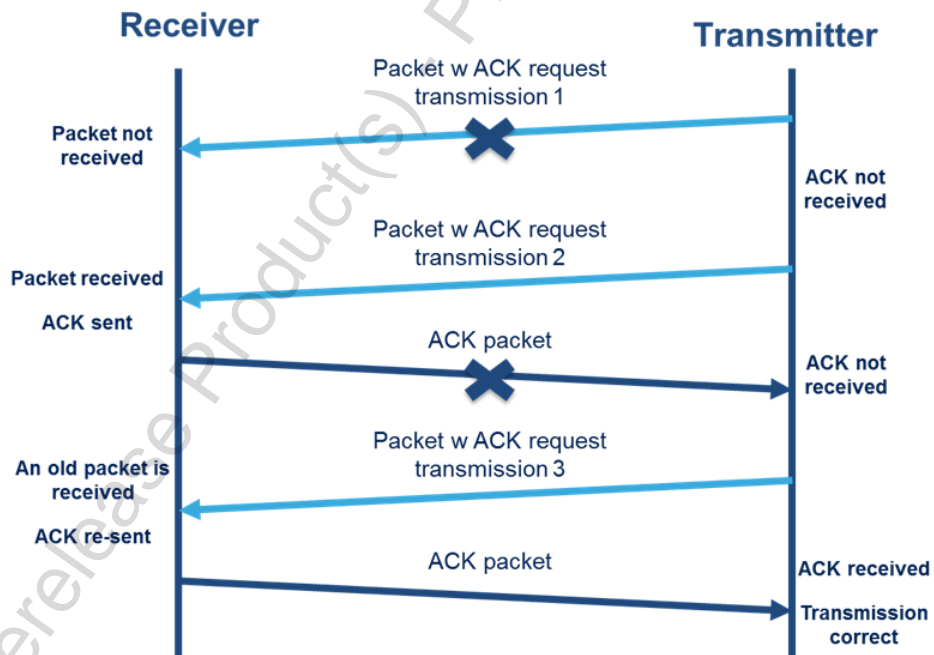 Receiver
Transmitter
Packet w ACK request
transmission 1
Packet not
received
ACK not
received
Packet w ACK request
transmission 2
Packet received
ACK sent
ACK packet
ACK not
received
Packet w ACK request
transmission 3
An old packet is
received
ACK re-sent
ACK packet
ACK received
Transmission
correct
erelease Product(s) - P